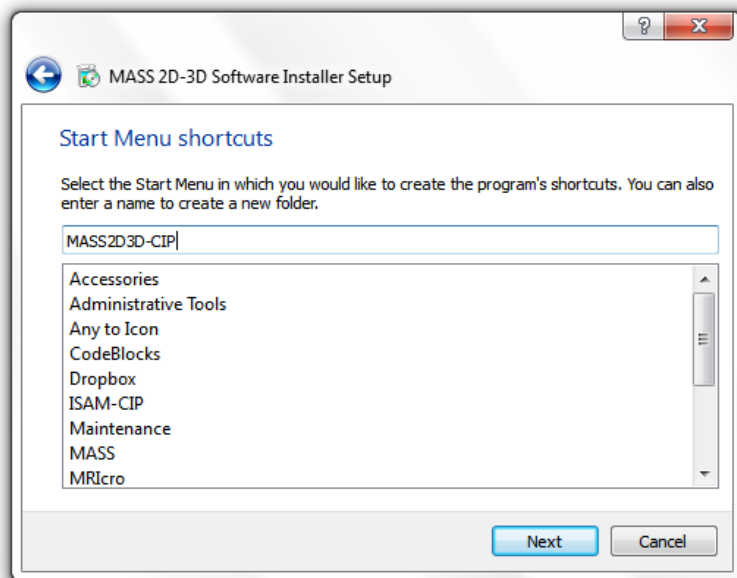 MASS 2D-3D Software Installer Setup
Start Menu shortcuts
Select the Start Menu in which you would like to create the program's shortcuts. You can also
enter a name to create a new folder.
MASS2D3D-CIP
Accessories
Administrative Tools
Any to Icon
CodeBlocks
Dropbox
ISAM-CIP
Maintenance
MASS
MRIcro
Next
Cancel